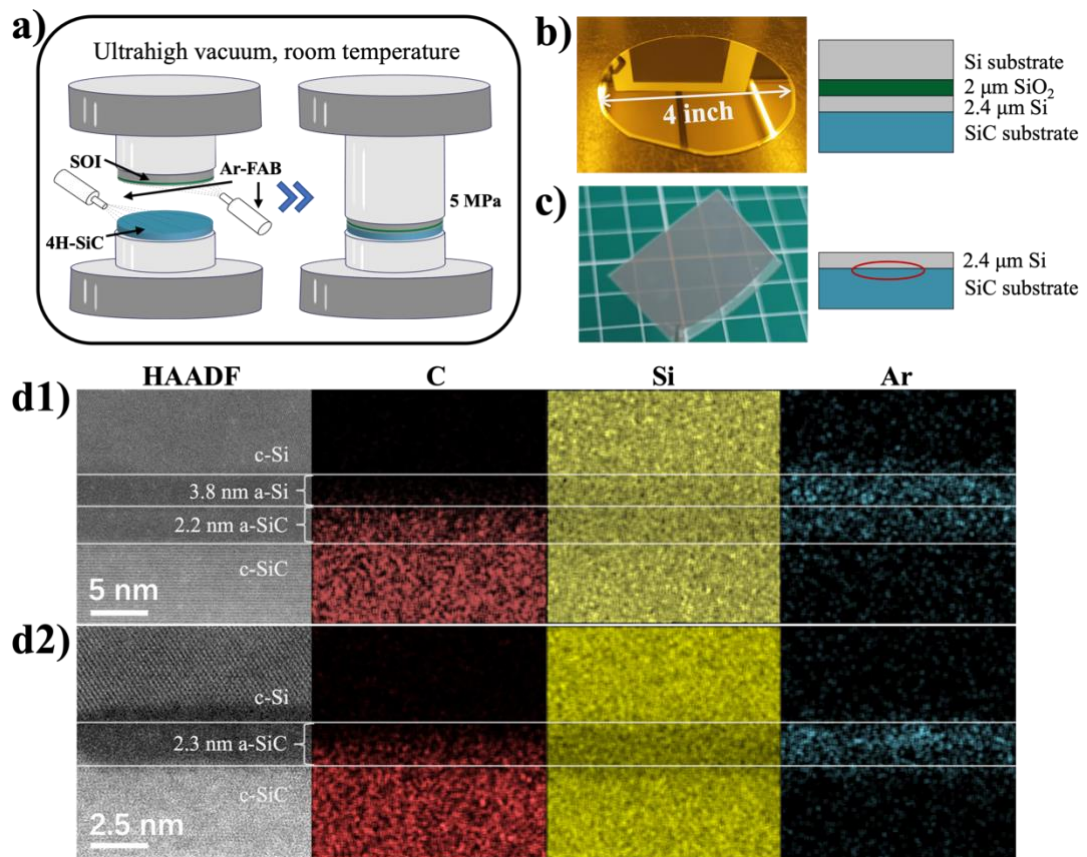 a)
Ultrahigh vacuum, room temperature
SOI
Ar-FAB
4H-SiC
5 MPa
b)
4 inch
Si substrate
2 μm SiO₂
2.4 μm Si
SiC substrate
c)
2.4 μm Si
SiC substrate
HAADF C Si Ar
d1)
c-Si
3.8 nm a-Si
2.2 nm a-SiC
c-SiC
5 nm
d2)
c-Si
2.3 nm a-SiC
c-SiC
2.5 nm